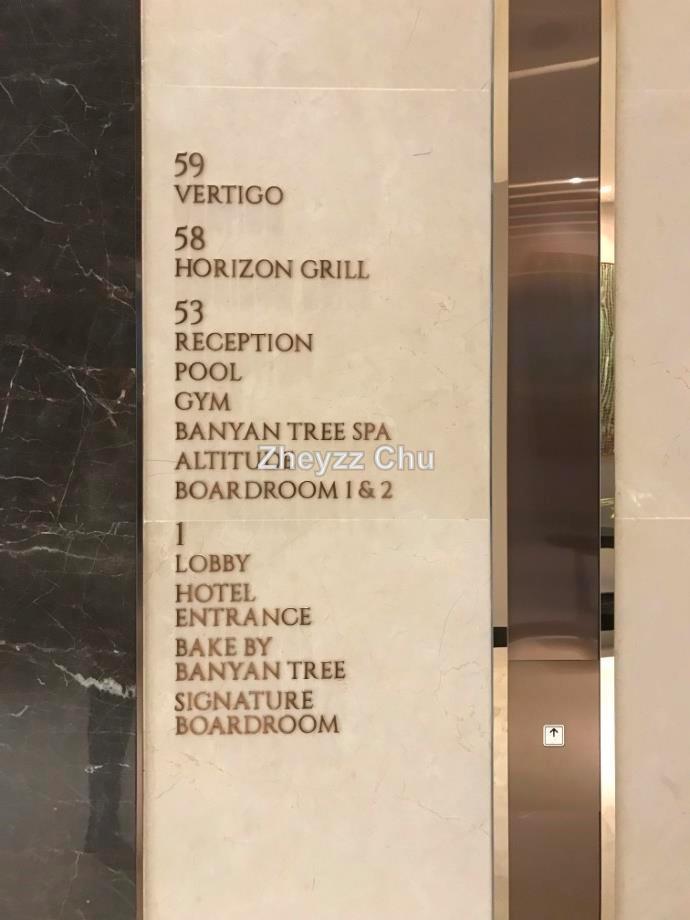 59
VERTIGO
58
HORIZON GRILL
53
RECEPTION
POOL
GYM
BANYAN TREE SPA
ALTITUDE
Zheyzz Chu
BOARDROOM 1 & 2
1
LOBBY
HOTEL
ENTRANCE
BAKE BY
BANYAN TREE
SIGNATURE
BOARDROOM